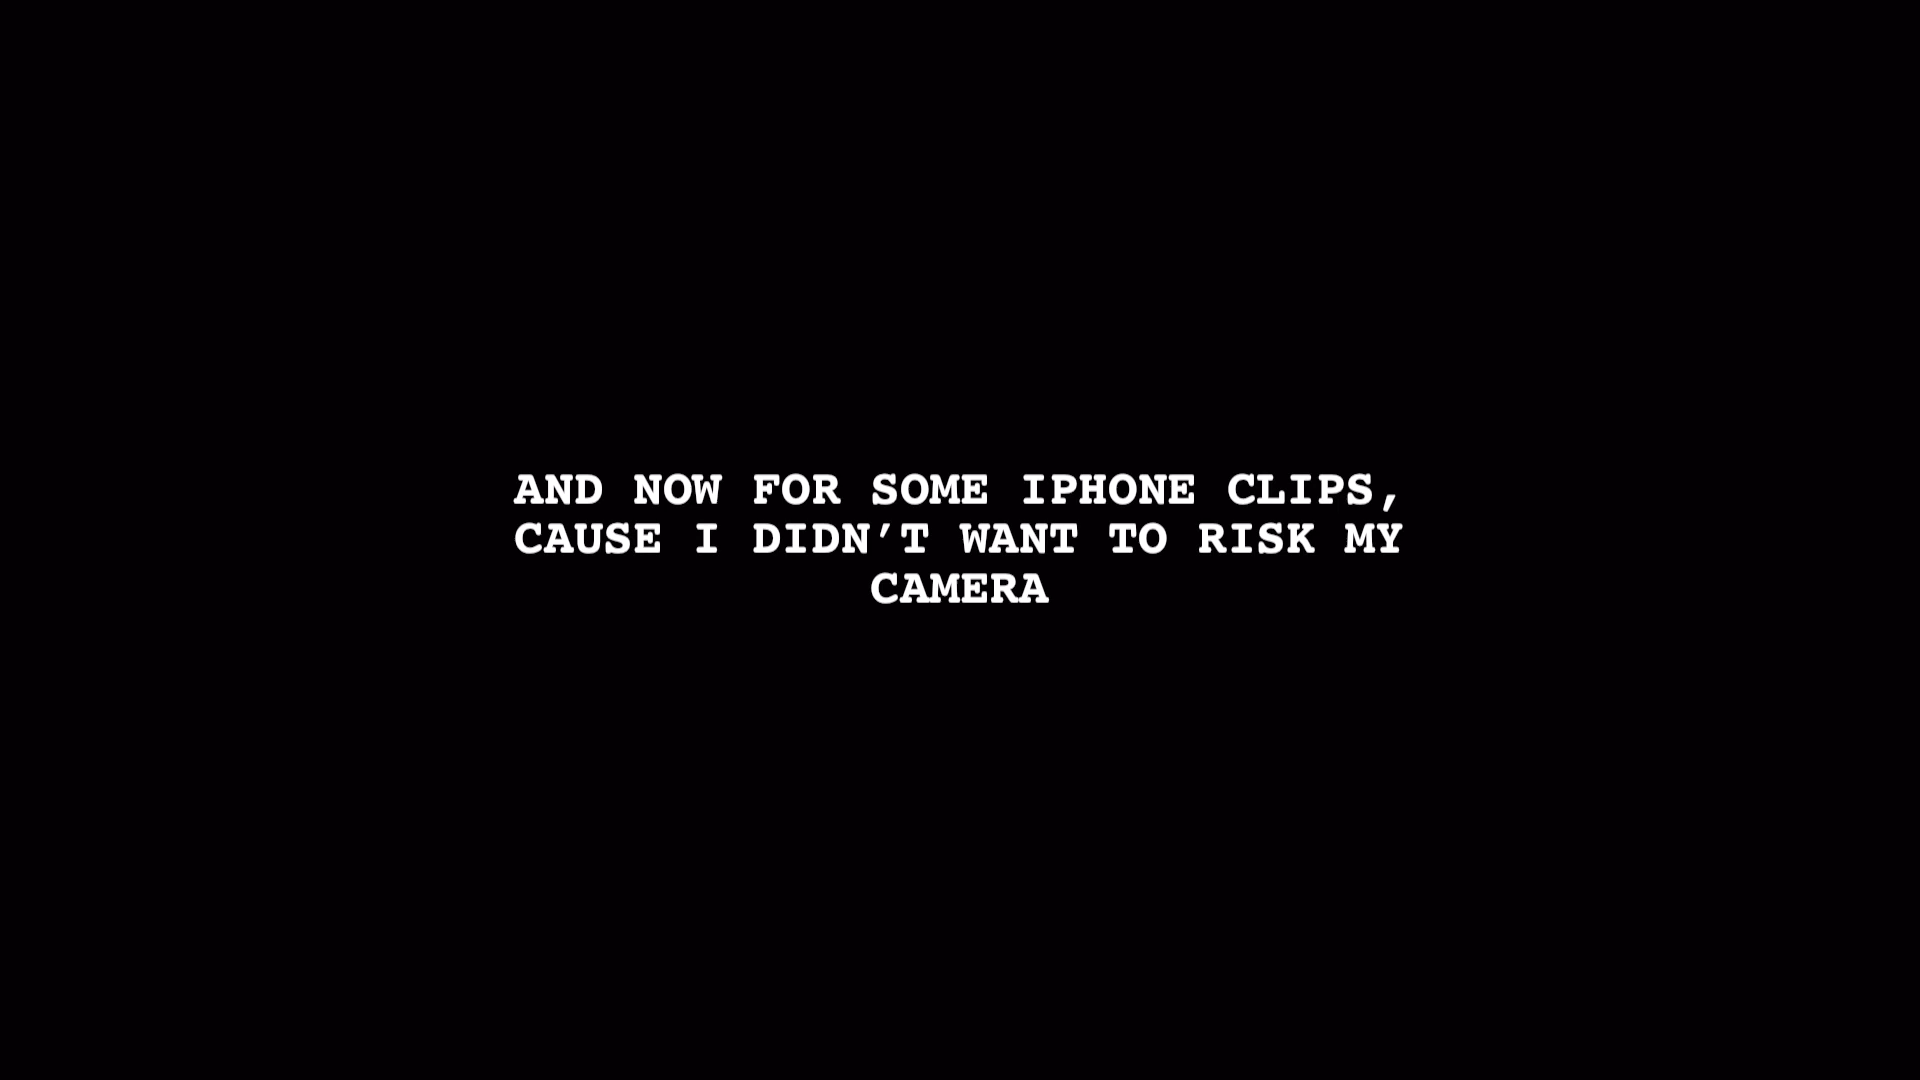 AND NOW FOR SOME IPHONE CLIPS,
CAUSE I DIDN’T WANT TO RISK MY
CAMERA